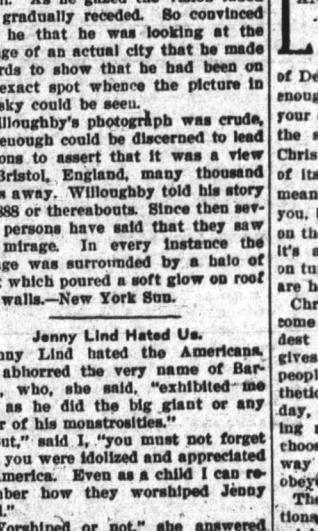 gradually receded. So convinced
he that he was looking at the
ge of an actual city that he made
rds to show that he had been on
exact spot whence the picture in
sky could be seen.
illoughby's photograph was crude,
enough could be discerned to lead
ons to assert that it was a view
Bristol, England, many thousand
s away. Willoughby told his story
888 or thereabouts. Since then sev-
persons have said that they saw
mirage. In every instance the
ge was surrounded by a halo of
which poured a soft glow on roof
walls.—New York Sun.
Jenny Lind Hated Us.
nny Lind hated the Americans,
abhorred the very name of Bar-
, who, she said, "exhibited me
as he did the big giant or any
r of his monstrosities."
ut," said I, "you must not forget
you were idolized and appreciated
merica. Even as a child I can re-
ber how they worshiped Jenny
."
Worshiped or not," she answered
L
of De
enoug
your
the s
Chris
of its
mean
you,
on th
it's a
on tu
are h
Chr
come
dest
gives
peopl
thetic
day,
ing
choos
way'
obey
The
tions